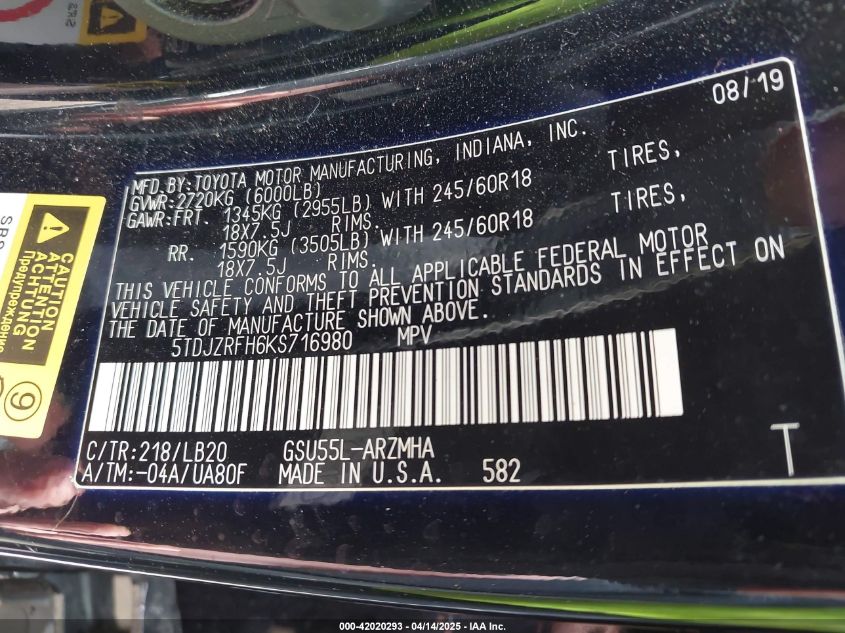 08/19
MFD.BY:TOYOTA MOTOR MANUFACTURING, INDIANA, INC.
GVWR:2720KG (6000LB)
GAWR:FRT. 1345KG (2955LB) WITH 245/60R18 TIRES,
18X7.5J RIMS.
RR. 1590KG (3505LB) WITH 245/60R18 TIRES,
18X7.5J RIMS.
THIS VEHICLE CONFORMS TO ALL APPLICABLE FEDERAL MOTOR
VEHICLE SAFETY AND THEFT PREVENTION STANDARDS IN EFFECT ON
THE DATE OF MANUFACTURE SHOWN ABOVE.
5TDJZRFH6KS716980 MPV
C/TR:218/LB20 GSU55L-ARZMHA
A/TM:-04A/UA80F MADE IN U.S.A. 582 T
CAUTION
ATTENTION
ACHTUNG
Предупреждение
9
000-42020293 - 04/14/2025 - IAA Inc.